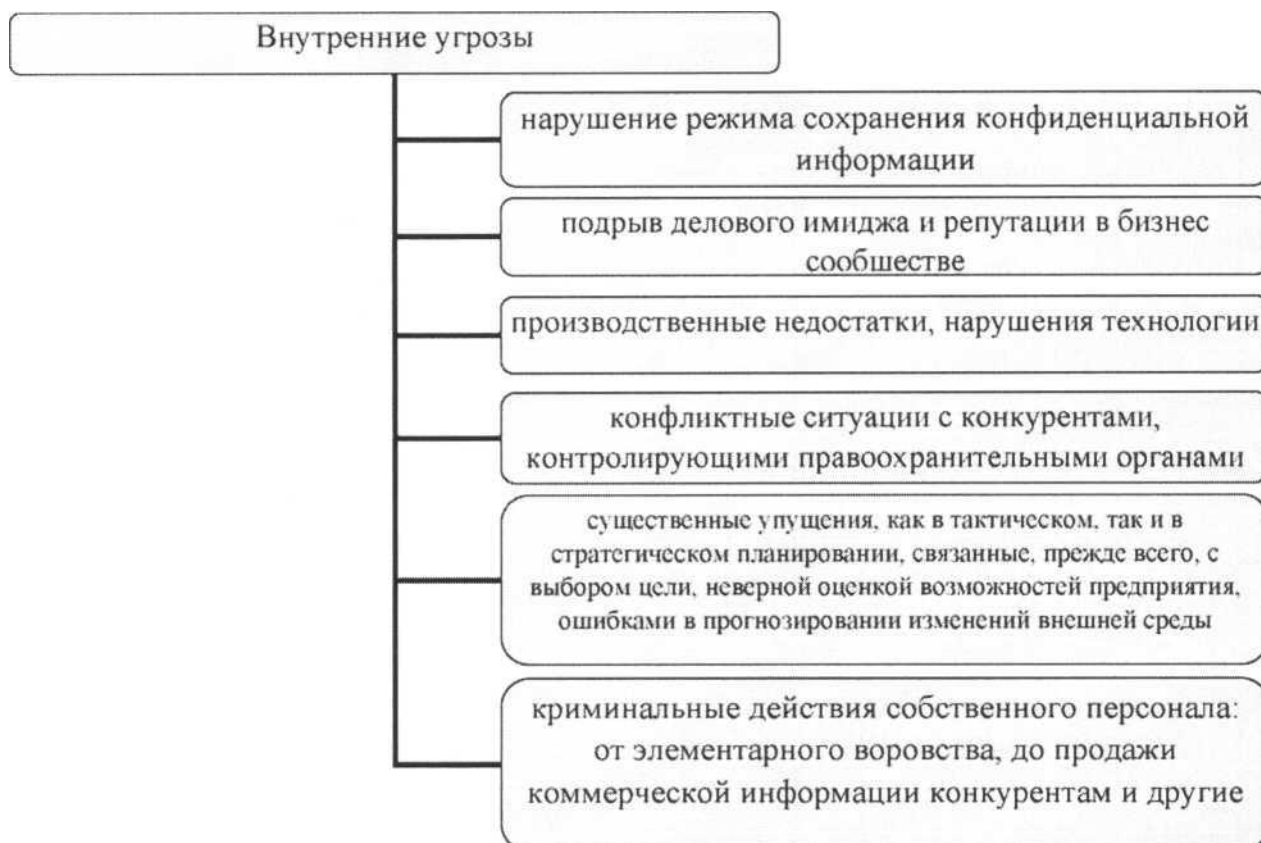 Внутренние угрозы
нарушение режима сохранения конфиденциальной
информации
подрыв делового имиджа и репутации в бизнес
сообшестве
производственные недостатки, нарушения технологии
конфликтные ситуации с конкурентами,
контролирующими правоохранительными органами
существенные упущения, как в тактическом, так и в
стратегическом планировании, связанные, прежде всего, с
выбором цели, неверной оценкой возможностей предприятия,
ошибками в прогнозировании изменений внешней среды
криминальные действия собственного персонала:
от элементарного воровства, до продажи
коммерческой информации конкурентам и другие